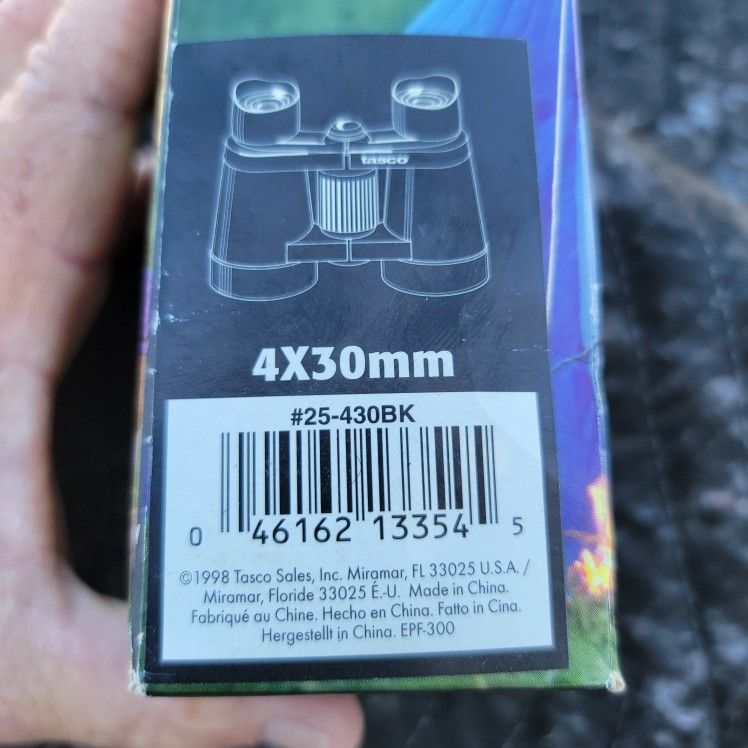 tasco
4X30mm
#25-430BK
0 46162 13354 5
©1998 Tasco Sales, Inc. Miramar, FL 33025 U.S.A. /
Miramar, Floride 33025 É.-U. Made in China.
Fabriqué au Chine. Hecho en China. Fatto in Cina.
Hergestellt in China. EPF-300